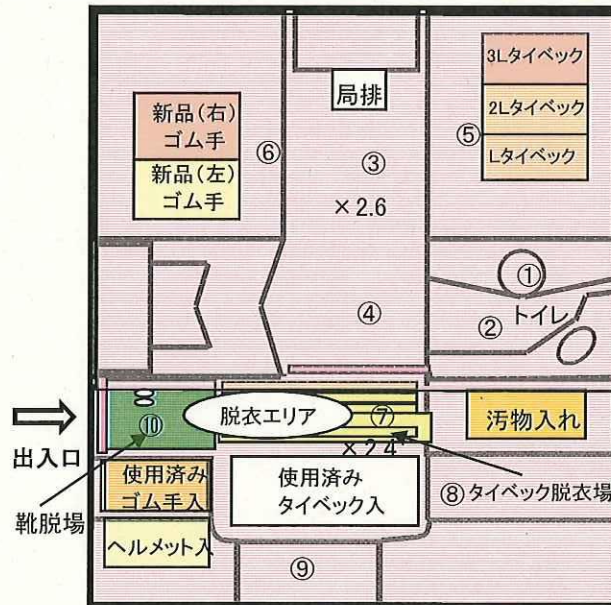 3Lタイベック
2Lタイベック
Lタイベック
⑤
局排
新品(右)
ゴム手
新品(左)
ゴム手
⑥
③
×2.6
①
トイレ
②
④
出入口
⑩
脱衣エリア
⑦
×2.4
汚物入れ
使用済み
ゴム手入
使用済み
タイベック入
⑧タイベック脱衣場
靴脱場
ヘルメット入
⑨